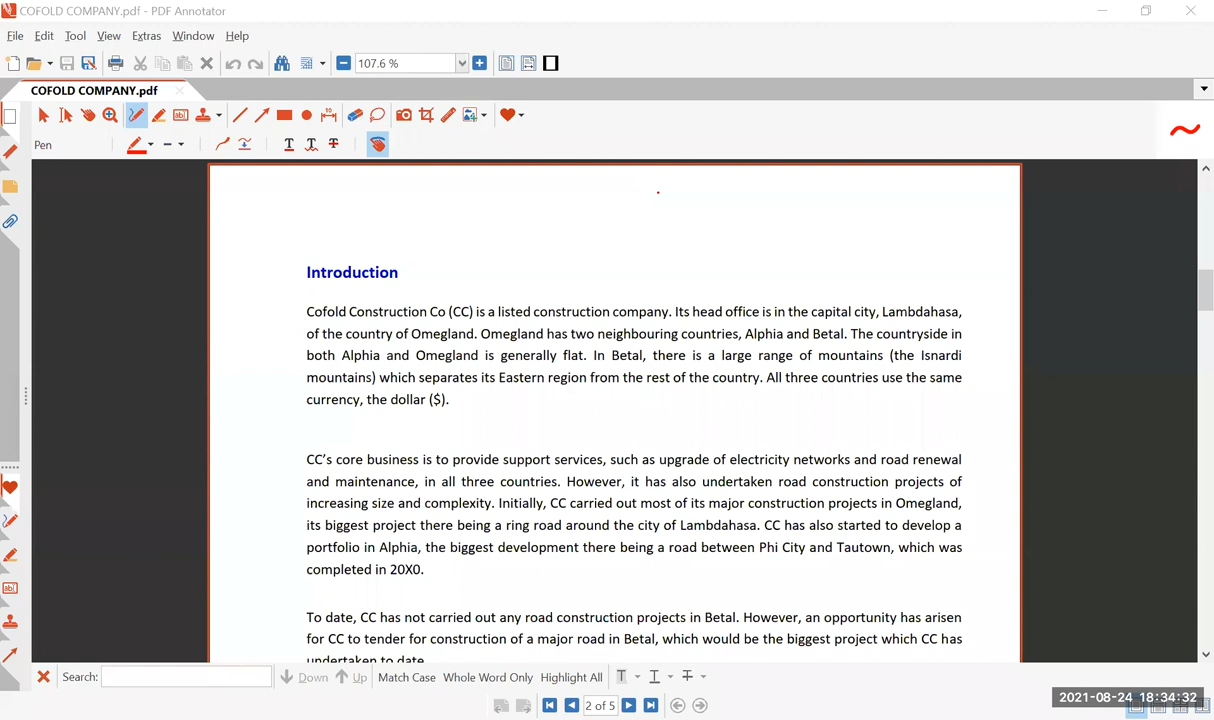 COFOLD COMPANY.pdf - PDF Annotator
File Edit Tool View Extras Window Help
107.6 %
COFOLD COMPANY.pdf
Pen
Introduction
Cofold Construction Co (CC) is a listed construction company. Its head office is in the capital city, Lambdahasa,
of the country of Omegland. Omegland has two neighbouring countries, Alphia and Betal. The countryside in
both Alphia and Omegland is generally flat. In Betal, there is a large range of mountains (the Isnardi
mountains) which separates its Eastern region from the rest of the country. All three countries use the same
currency, the dollar ($).
CC’s core business is to provide support services, such as upgrade of electricity networks and road renewal
and maintenance, in all three countries. However, it has also undertaken road construction projects of
increasing size and complexity. Initially, CC carried out most of its major construction projects in Omegland,
its biggest project there being a ring road around the city of Lambdahasa. CC has also started to develop a
portfolio in Alphia, the biggest development there being a road between Phi City and Tautown, which was
completed in 20X0.
To date, CC has not carried out any road construction projects in Betal. However, an opportunity has arisen
for CC to tender for construction of a major road in Betal, which would be the biggest project which CC has
undertaken to date.
Search: Down Up Match Case Whole Word Only Highlight All T T T
2 of 5
2021-08-24 18:34:32